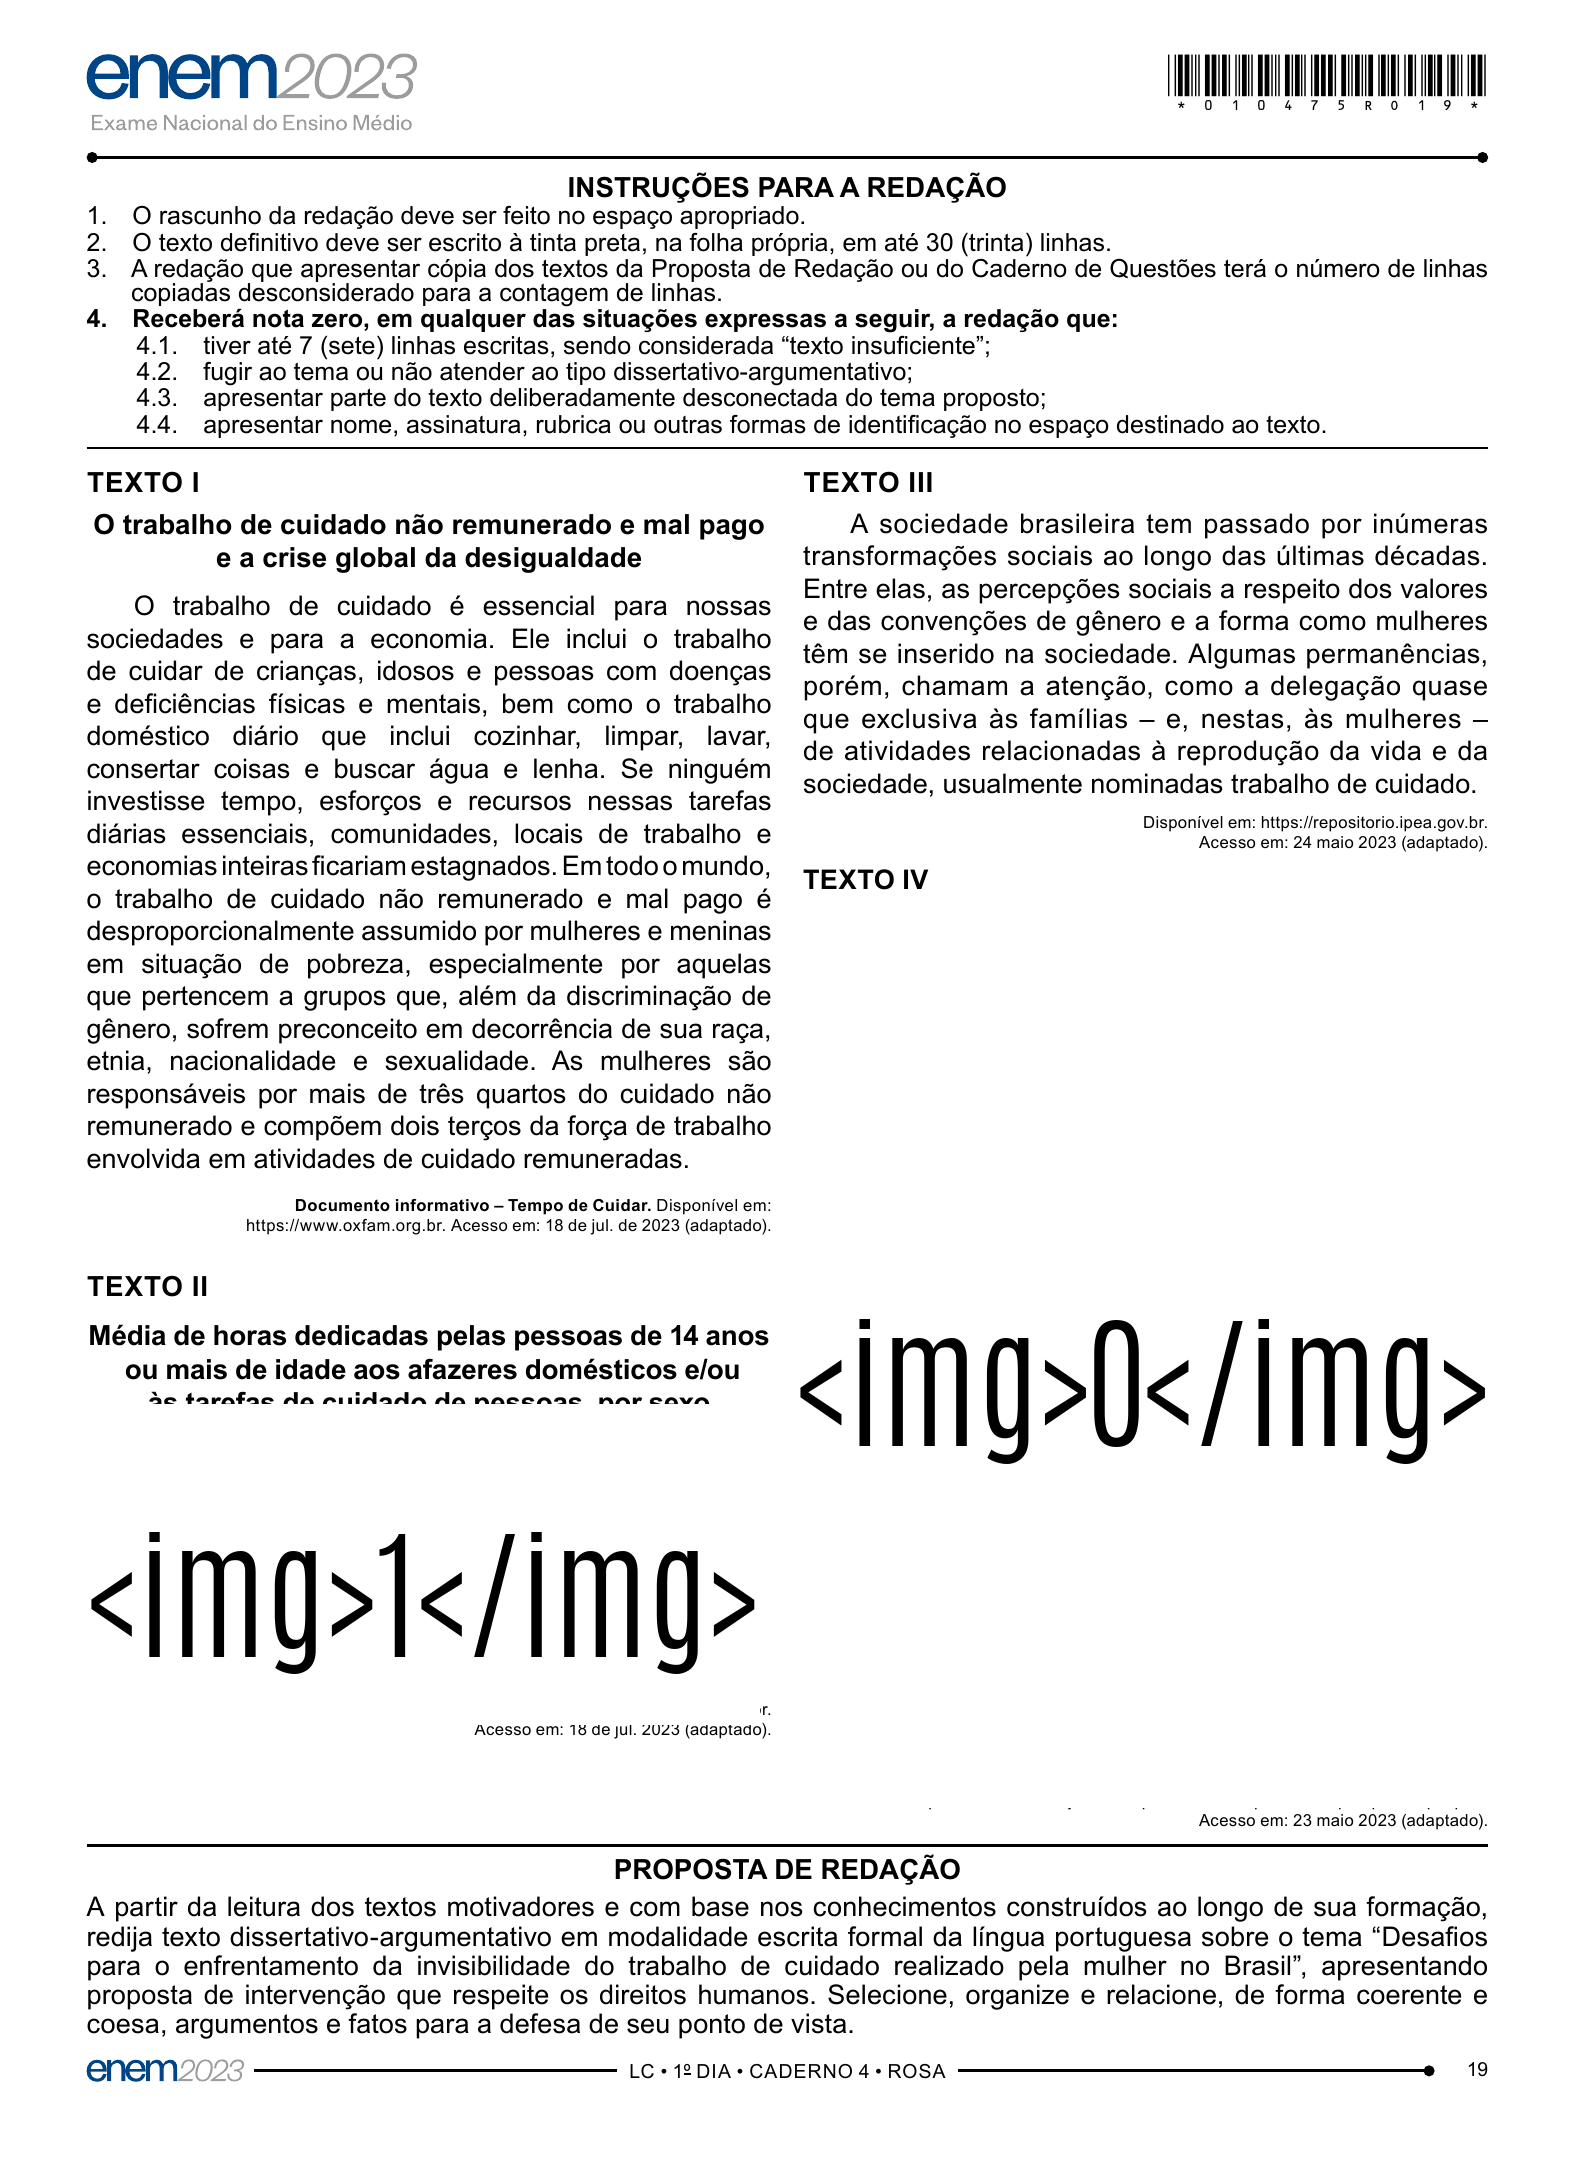 enem2023
Exame Nacional do Ensino Médio
*010475R019*
INSTRUÇÕES PARA A REDAÇÃO
1. O rascunho da redação deve ser feito no espaço apropriado.
2. O texto definitivo deve ser escrito à tinta preta, na folha própria, em até 30 (trinta) linhas.
3. A redação que apresentar cópia dos textos da Proposta de Redação ou do Caderno de Questões terá o número de linhas
copiadas desconsiderado para a contagem de linhas.
4. Receberá nota zero, em qualquer das situações expressas a seguir, a redação que:
4.1. tiver até 7 (sete) linhas escritas, sendo considerada “texto insuficiente”;
4.2. fugir ao tema ou não atender ao tipo dissertativo-argumentativo;
4.3. apresentar parte do texto deliberadamente desconectada do tema proposto;
4.4. apresentar nome, assinatura, rubrica ou outras formas de identificação no espaço destinado ao texto.
TEXTO I
O trabalho de cuidado não remunerado e mal pago
e a crise global da desigualdade
O trabalho de cuidado é essencial para nossas
sociedades e para a economia. Ele inclui o trabalho
de cuidar de crianças, idosos e pessoas com doenças
e deficiências físicas e mentais, bem como o trabalho
doméstico diário que inclui cozinhar, limpar, lavar,
consertar coisas e buscar água e lenha. Se ninguém
investisse tempo, esforços e recursos nessas tarefas
diárias essenciais, comunidades, locais de trabalho e
economias inteiras ficariam estagnados. Em todo o mundo,
o trabalho de cuidado não remunerado e mal pago é
desproporcionalmente assumido por mulheres e meninas
em situação de pobreza, especialmente por aquelas
que pertencem a grupos que, além da discriminação de
gênero, sofrem preconceito em decorrência de sua raça,
etnia, nacionalidade e sexualidade. As mulheres são
responsáveis por mais de três quartos do cuidado não
remunerado e compõem dois terços da força de trabalho
envolvida em atividades de cuidado remuneradas.
Documento informativo – Tempo de Cuidar. Disponível em:
https://www.oxfam.org.br. Acesso em: 18 de jul. de 2023 (adaptado).
TEXTO II
Média de horas dedicadas pelas pessoas de 14 anos
ou mais de idade aos afazeres domésticos e/ou
às tarefas de cuidado de pessoas, por sexo
<img>1</img>
r.
Acesso em: 18 de jul. 2023 (adaptado).
TEXTO III
A sociedade brasileira tem passado por inúmeras
transformações sociais ao longo das últimas décadas.
Entre elas, as percepções sociais a respeito dos valores
e das convenções de gênero e a forma como mulheres
têm se inserido na sociedade. Algumas permanências,
porém, chamam a atenção, como a delegação quase
que exclusiva às famílias – e, nestas, às mulheres –
de atividades relacionadas à reprodução da vida e da
sociedade, usualmente nominadas trabalho de cuidado.
Disponível em: https://repositorio.ipea.gov.br.
Acesso em: 24 maio 2023 (adaptado).
TEXTO IV
<img>0</img>
Acesso em: 23 maio 2023 (adaptado).
PROPOSTA DE REDAÇÃO
A partir da leitura dos textos motivadores e com base nos conhecimentos construídos ao longo de sua formação,
redija texto dissertativo-argumentativo em modalidade escrita formal da língua portuguesa sobre o tema “Desafios
para o enfrentamento da invisibilidade do trabalho de cuidado realizado pela mulher no Brasil”, apresentando
proposta de intervenção que respeite os direitos humanos. Selecione, organize e relacione, de forma coerente e
coesa, argumentos e fatos para a defesa de seu ponto de vista.
enem2023
LC • 1º DIA • CADERNO 4 • ROSA
19